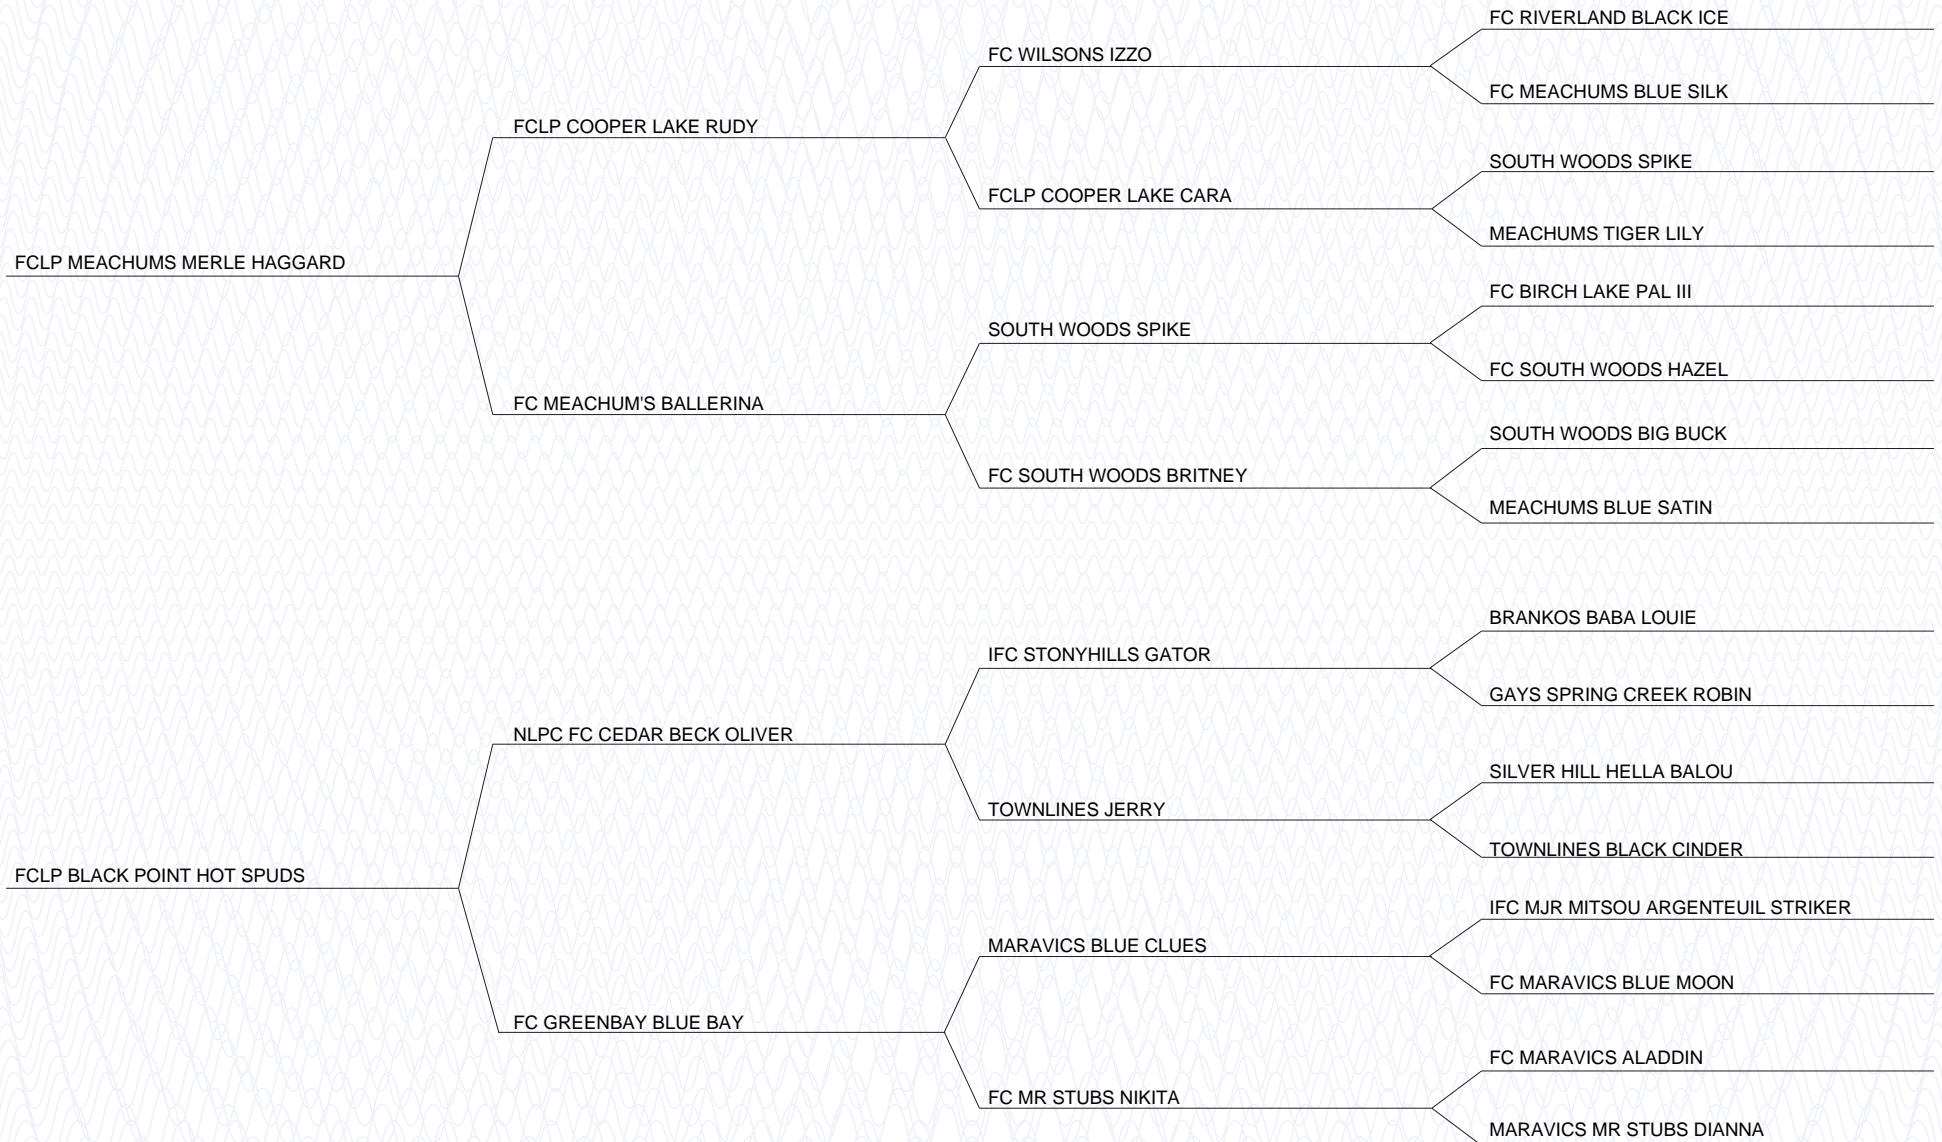 FC RIVERLAND BLACK ICE
FC WILSONS IZZO
FC MEACHUMS BLUE SILK
FCLP COOPER LAKE RUDY
SOUTH WOODS SPIKE
FCLP COOPER LAKE CARA
MEACHUMS TIGER LILY
FCLP MEACHUMS MERLE HAGGARD
FC BIRCH LAKE PAL III
SOUTH WOODS SPIKE
FC SOUTH WOODS HAZEL
FC MEACHUM'S BALLERINA
SOUTH WOODS BIG BUCK
FC SOUTH WOODS BRITNEY
MEACHUMS BLUE SATIN
BRANKOS BABA LOUIE
IFC STONYHILLS GATOR
GAYS SPRING CREEK ROBIN
NLPC FC CEDAR BECK OLIVER
SILVER HILL HELLA BALOU
TOWNLINES JERRY
TOWNLINES BLACK CINDER
FCLP BLACK POINT HOT SPUDS
IFC MJR MITSOU ARGENTEUIL STRIKER
MARAVICS BLUE CLUES
FC MARAVICS BLUE MOON
FC GREENBAY BLUE BAY
FC MARAVICS ALADDIN
FC MR STUBS NIKITA
MARAVICS MR STUBS DIANNA